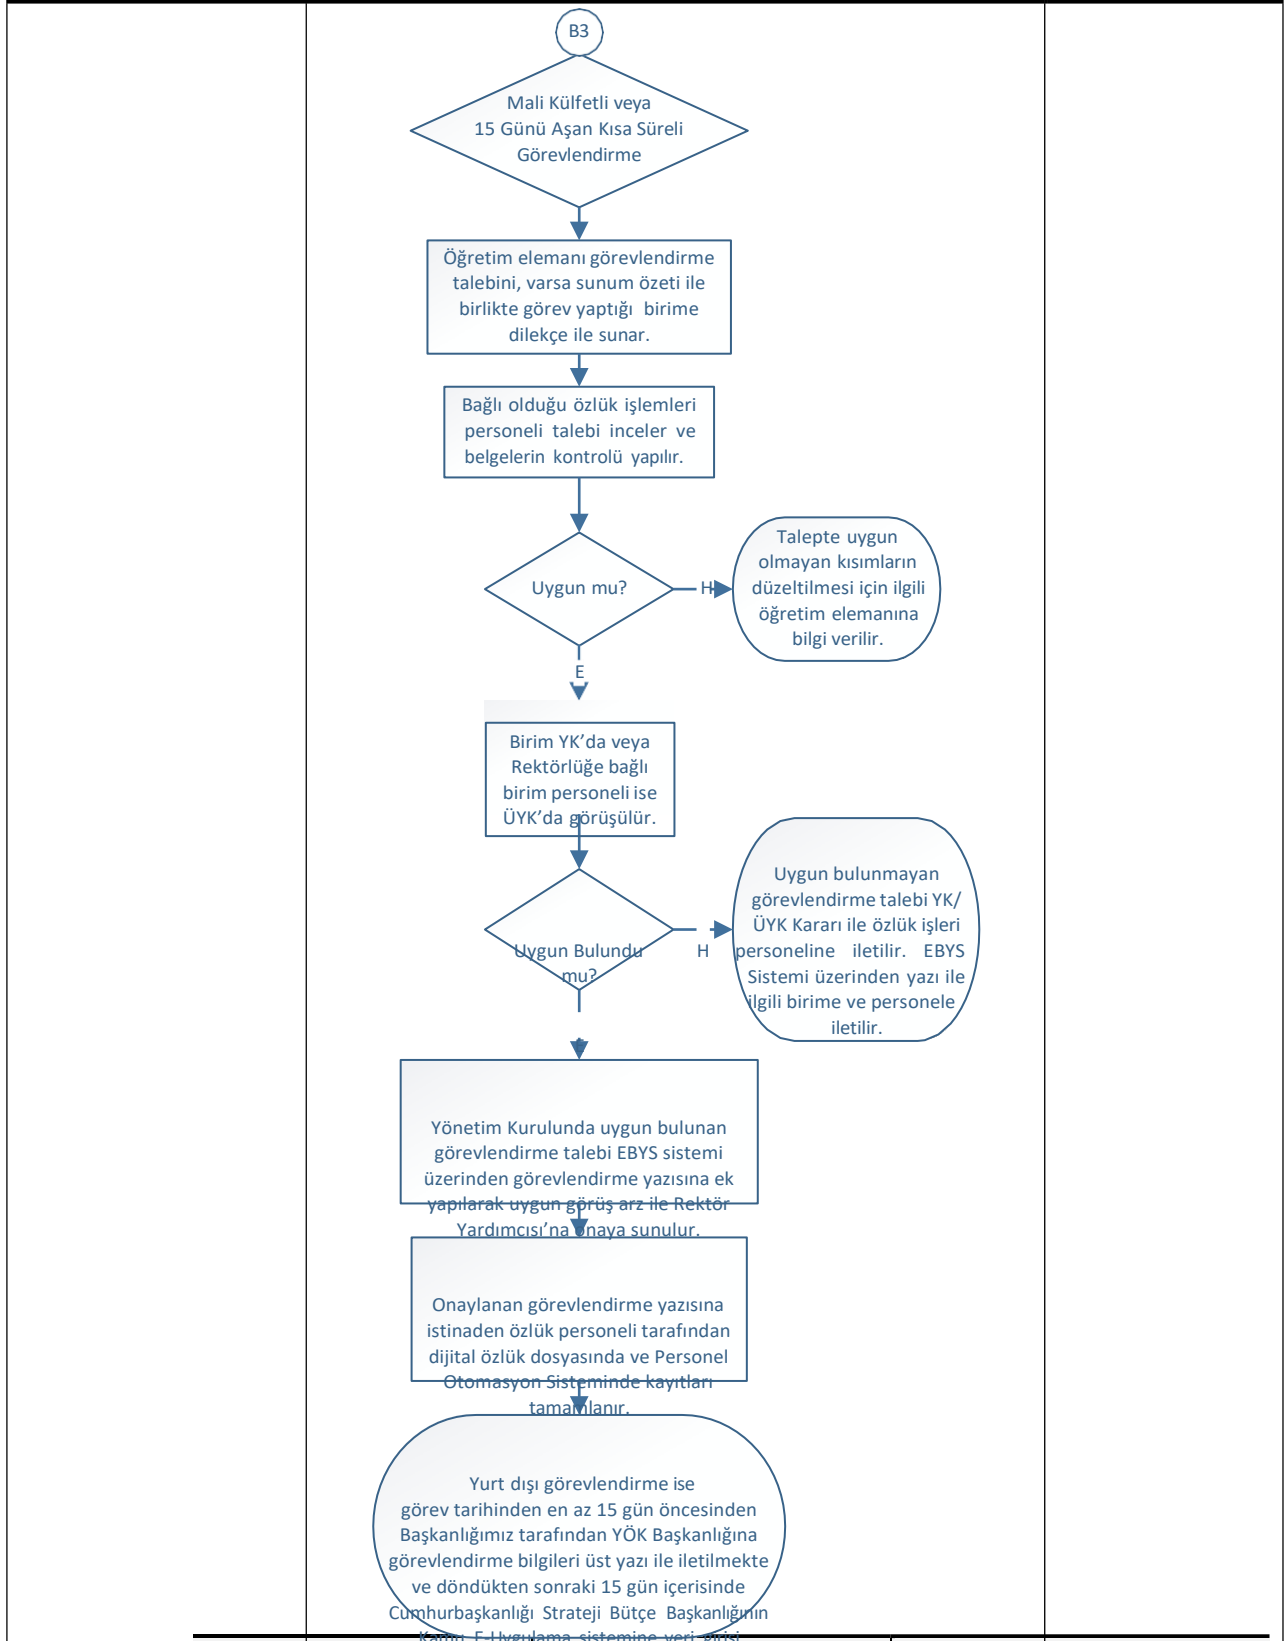 B3
Mali Külfetli veya
15 Günü Aşan Kısa Süreli
Görevlendirme
Öğretim elemanı görevlendirme
talebini, varsa sunum özeti ile
birlikte görev yaptığı birime
dilekçe ile sunar.
Bağlı olduğu özlük işlemleri
personeli talebi inceler ve
belgelerin kontrolü yapılır.
Uygun mu?
H
Talepte uygun
olmayan kısımların
düzeltilmesi için ilgili
öğretim elemanına
bilgi verilir.
E
Birim YK’da veya
Rektörlüğe bağlı
birim personeli ise
ÜYK’da görüşülür.
Uygun Bulundu
mu?
H
Uygun bulunmayan
görevlendirme talebi YK/
ÜYK Kararı ile özlük işleri
personeline iletilir. EBYS
Sistemi üzerinden yazı ile
ilgili birime ve personele
iletilir.
Yönetim Kurulunda uygun bulunan
görevlendirme talebi EBYS sistemi
üzerinden görevlendirme yazısına ek
yapılarak uygun görüş arz ile Rektör
Yardımcısı’na onaya sunulur.
Onaylanan görevlendirme yazısına
istinaden özlük personeli tarafından
dijital özlük dosyasında ve Personel
Otomasyon Sisteminde kayıtları
tamamlanır.
Yurt dışı görevlendirme ise
görev tarihinden en az 15 gün öncesinden
Başkanlığımız tarafından YÖK Başkanlığına
görevlendirme bilgileri üst yazı ile iletilmekte
ve döndükten sonraki 15 gün içerisinde
Cumhurbaşkanlığı Strateji Bütçe Başkanlığının
Kamu E-Uygulama sistemine veri girişi